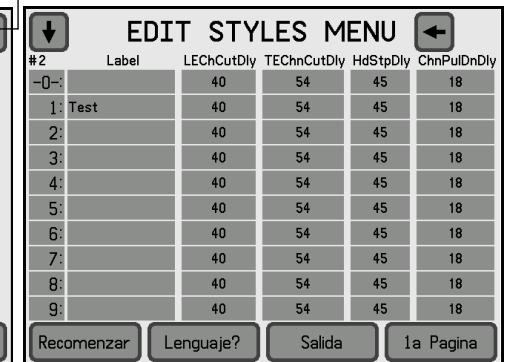 EDIT STYLES MENU
#2 Label LEChCutDly TEChnCutDly HdStpDly ChnPulDnDly
-0-: 40 54 45 18
1: Test 40 54 45 18
2: 40 54 45 18
3: 40 54 45 18
4: 40 54 45 18
5: 40 54 45 18
6: 40 54 45 18
7: 40 54 45 18
8: 40 54 45 18
9: 40 54 45 18
Recomenzar Lenguaje? Salida 1a Pagina